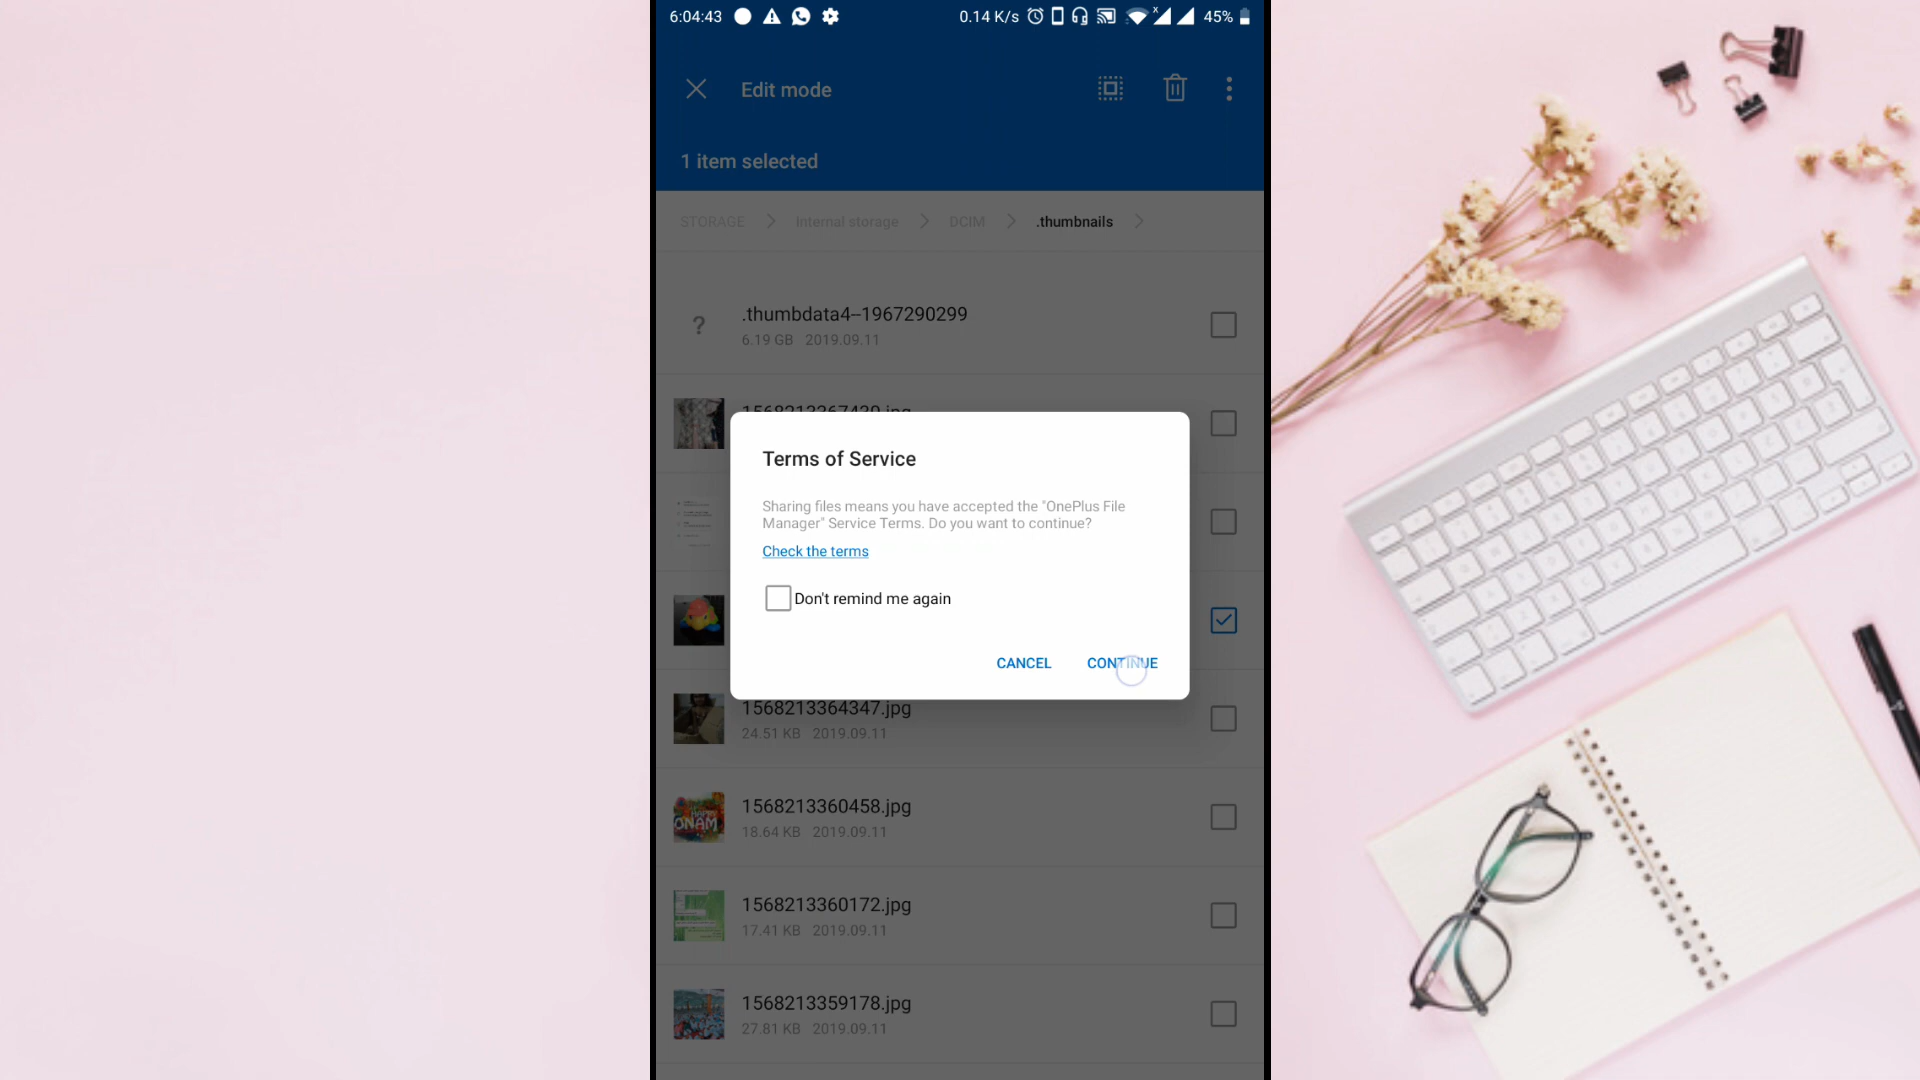 6:04:43
0.14 K/s
x
45%
Edit mode
1 item selected
STORAGE
Internal storage
DCIM
.thumbnails
?
.thumbdata4--1967290299
6.19 GB 2019.09.11
Terms of Service
Sharing files means you have accepted the "OnePlus File
Manager" Service Terms. Do you want to continue?
Check the terms
Don't remind me again
CANCEL
CONTINUE
1568213364347.jpg
24.51 KB 2019.09.11
HAPPY
ONAM
1568213360458.jpg
18.64 KB 2019.09.11
1568213360172.jpg
17.41 KB 2019.09.11
1568213359178.jpg
27.81 KB 2019.09.11